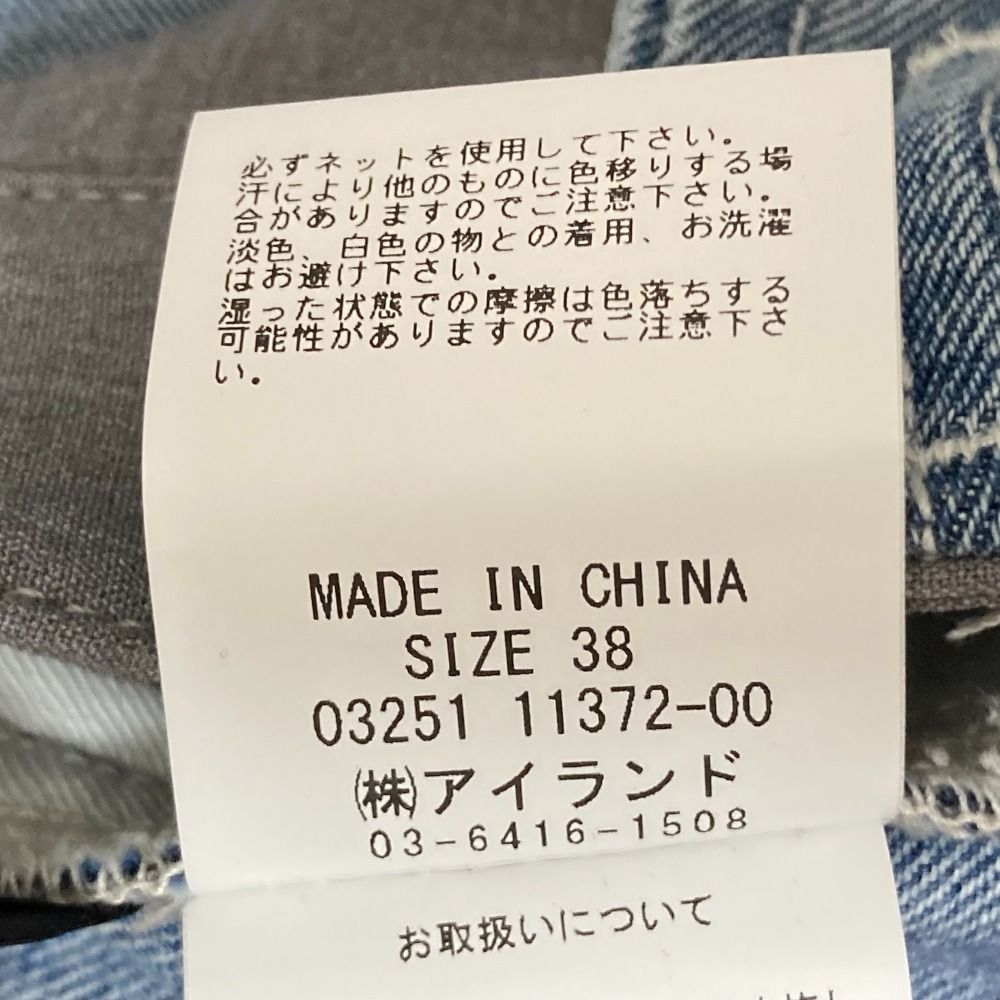 必ずネットを使用して下さい。
汗により他のものに色移りする場
合がありますのでご注意下さい。
淡色、白色の物との着用、お洗濯
はお避け下さい。
湿った状態での摩擦は色落ちする
可能性がありますのでご注意下さ
い。
MADE IN CHINA
SIZE 38
03251 11372-00
㈱アイランド
03-6416-1508
お取扱いについて